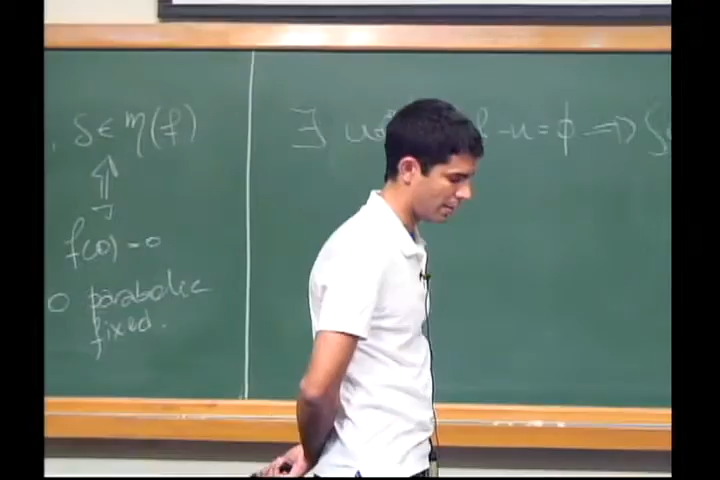 , δ ∈ η(f)
⇑
f(0) = 0
0 parabolic
fixed.
∃ u - u = ϕ ⇒